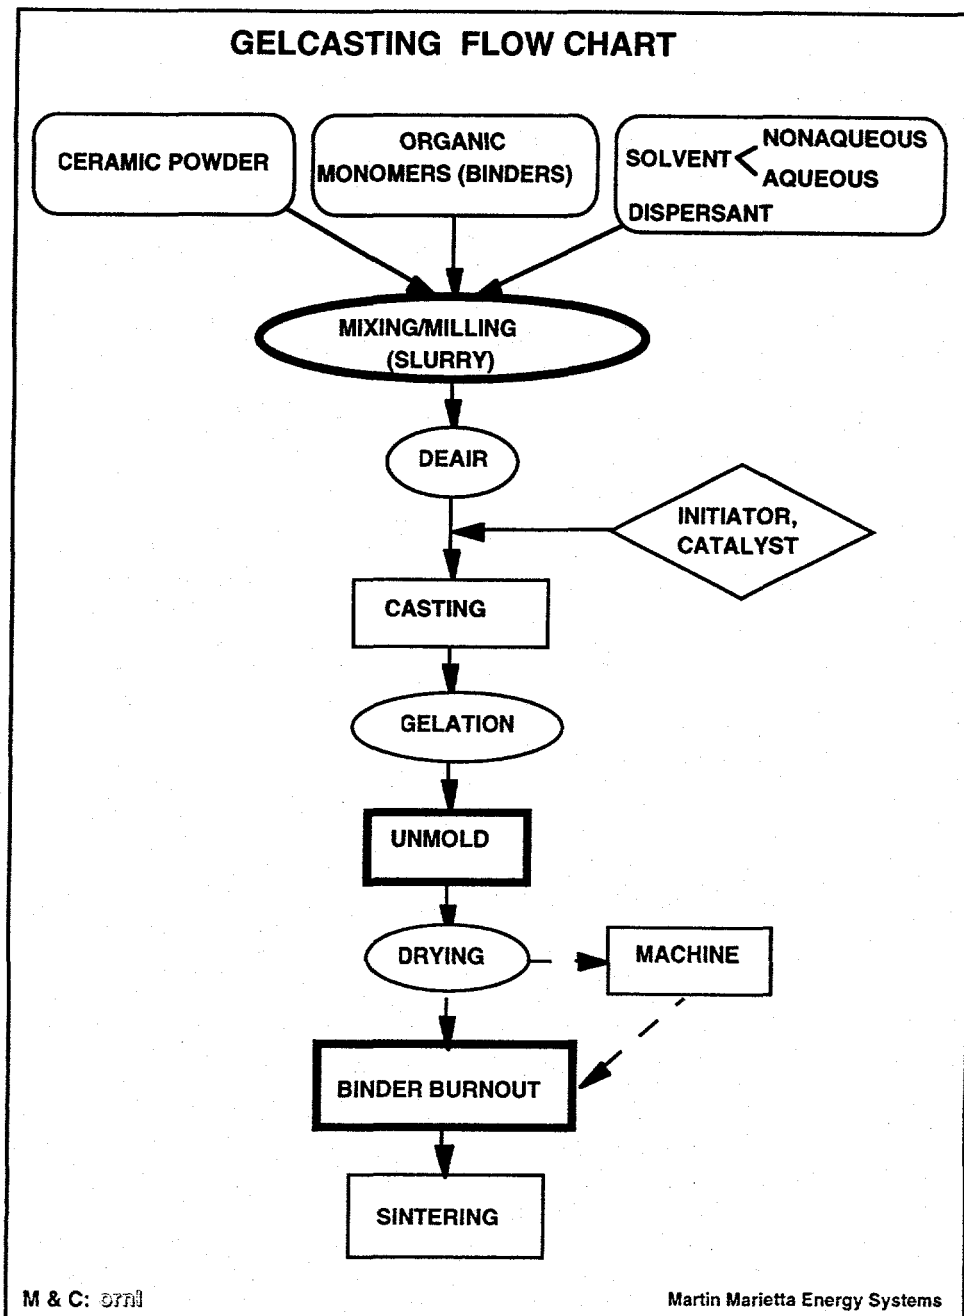 GELCASTING FLOW CHART
CERAMIC POWDER
ORGANIC
MONOMERS (BINDERS)
SOLVENT
NONAQUEOUS
AQUEOUS
DISPERSANT
MIXING/MILLING
(SLURRY)
DEAIR
INITIATOR,
CATALYST
CASTING
GELATION
UNMOLD
DRYING
MACHINE
BINDER BURNOUT
SINTERING
M & C: ornl
Martin Marietta Energy Systems